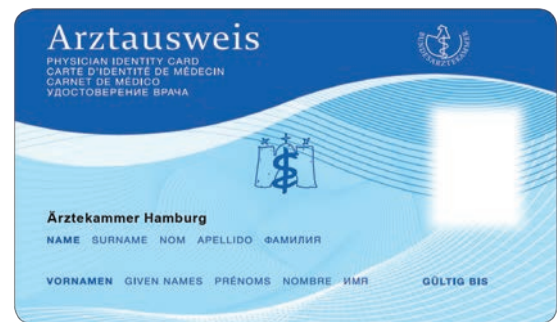 Arztausweis
PHYSICIAN IDENTITY CARD
CARTE D'IDENTITÉ DE MÉDECIN
CARNET DE MÉDICO
УДОСТОВЕРЕНИЕ ВРАЧА
BUNDESÄRZTEKAMMER
Ärztekammer Hamburg
NAME SURNAME NOM APELLIDO ФАМИЛИЯ
VORNAMEN GIVEN NAMES PRÉNOMS NOMBRE ИМЯ GÜLTIG BIS